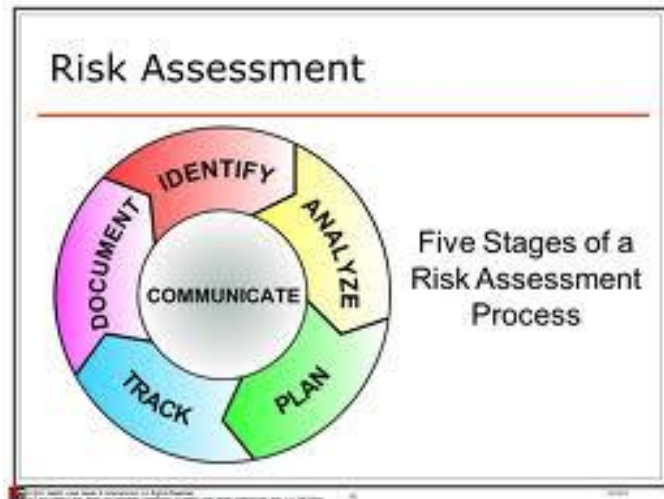 Risk Assessment
IDENTIFY
ANALYZE
PLAN
TRACK
DOCUMENT
COMMUNICATE
Five Stages of a
Risk Assessment
Process